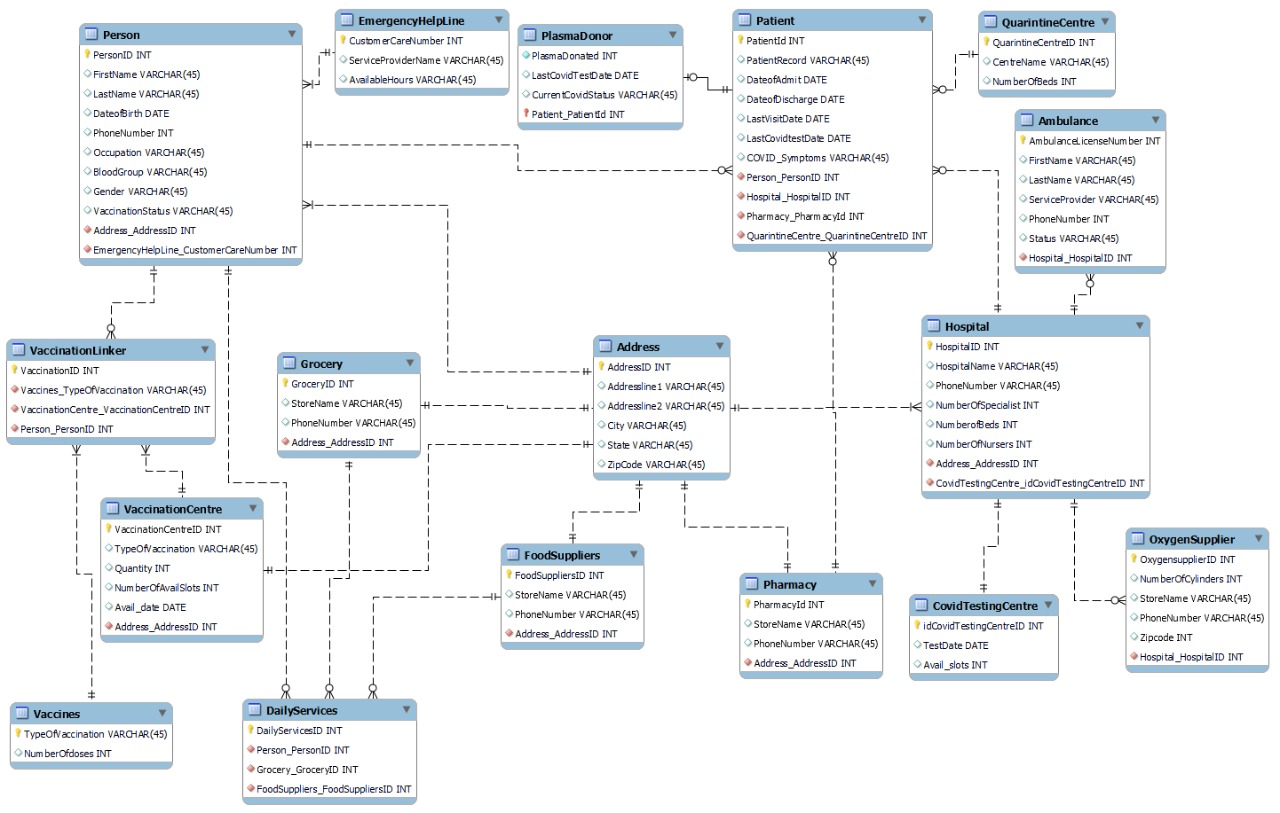 Person
PersonID INT
FirstName VARCHAR(45)
LastName VARCHAR(45)
DateofBirth DATE
PhoneNumber INT
Occupation VARCHAR(45)
BloodGroup VARCHAR(45)
Gender VARCHAR(45)
VaccinationStatus VARCHAR(45)
Address_AddressID INT
EmergencyHelpLine_CustomerCareNumber INT
EmergencyHelpLine
CustomerCareNumber INT
ServiceProviderName VARCHAR(45)
AvailableHours VARCHAR(45)
PlasmaDonor
PlasmaDonated INT
LastCovidTestDate DATE
CurrentCovidStatus VARCHAR(45)
Patient_PatientId INT
Patient
PatientId INT
PatientRecord VARCHAR(45)
DateofAdmit DATE
DateofDischarge DATE
LastVisitDate DATE
LastCovidtestDate DATE
COVID_Symptoms VARCHAR(45)
Person_PersonID INT
Hospital_HospitalID INT
Pharmacy_PharmacyId INT
QuarintineCentre_QuarintineCentreID INT
QuarintineCentre
QuarintineCentreID INT
CentreName VARCHAR(45)
NumberOfBeds INT
Ambulance
AmbulanceLicenseNumber INT
FirstName VARCHAR(45)
LastName VARCHAR(45)
ServiceProvider VARCHAR(45)
PhoneNumber INT
Status VARCHAR(45)
Hospital_HospitalID INT
VaccinationLinker
VaccinationID INT
Vaccines_TypeOfVaccination VARCHAR(45)
VaccinationCentre_VaccinationCentreID INT
Person_PersonID INT
Grocery
GroceryID INT
StoreName VARCHAR(45)
PhoneNumber VARCHAR(45)
Address_AddressID INT
Address
AddressID INT
Addressline1 VARCHAR(45)
Addressline2 VARCHAR(45)
City VARCHAR(45)
State VARCHAR(45)
ZipCode VARCHAR(45)
Hospital
HospitalID INT
HospitalName VARCHAR(45)
PhoneNumber VARCHAR(45)
NumberOfSpecialist INT
NumberofBeds INT
NumberOfNursers INT
Address_AddressID INT
CovidTestingCentre_idCovidTestingCentreID INT
VaccinationCentre
VaccinationCentreID INT
TypeOfVaccination VARCHAR(45)
Quantity INT
NumberOfAvailSlots INT
Avail_date DATE
Address_AddressID INT
FoodSuppliers
FoodSuppliersID INT
StoreName VARCHAR(45)
PhoneNumber VARCHAR(45)
Address_AddressID INT
Pharmacy
PharmacyId INT
StoreName VARCHAR(45)
PhoneNumber VARCHAR(45)
Address_AddressID INT
CovidTestingCentre
idCovidTestingCentreID INT
TestDate DATE
Avail_slots INT
OxygenSupplier
OxygensupplierID INT
NumberOfCylinders INT
StoreName VARCHAR(45)
PhoneNumber VARCHAR(45)
Zipcode INT
Hospital_HospitalID INT
Vaccines
TypeOfVaccination VARCHAR(45)
NumberOfdoses INT
DailyServices
DailyServicesID INT
Person_PersonID INT
Grocery_GroceryID INT
FoodSuppliers_FoodSuppliersID INT